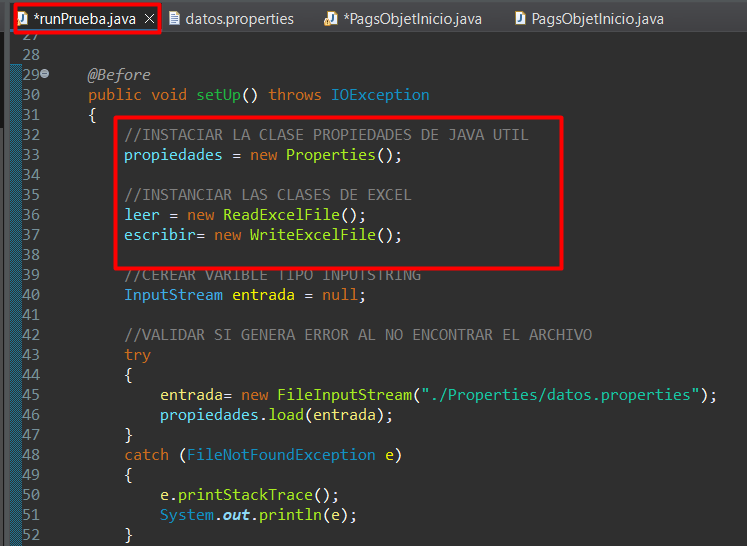 *runPrueba.java
datos.properties
*PagsObjetInicio.java
PagsObjetInicio.java
27
28
29 @Before
30 public void setUp() throws IOException
31 {
32 //INSTACIAR LA CLASE PROPIEDADES DE JAVA UTIL
33 propiedades = new Properties();
34
35 //INSTANCIAR LAS CLASES DE EXCEL
36 leer = new ReadExcelFile();
37 escribir= new WriteExcelFile();
38
39 //CEREAR VARIBLE TIPO INPUTSTRING
40 InputStream entrada = null;
41
42 //VALIDAR SI GENERA ERROR AL NO ENCONTRAR EL ARCHIVO
43 try
44 {
45 entrada= new FileInputStream("./Properties/datos.properties");
46 propiedades.load(entrada);
47 }
48 catch (FileNotFoundException e)
49 {
50 e.printStackTrace();
51 System.out.println(e);
52 }